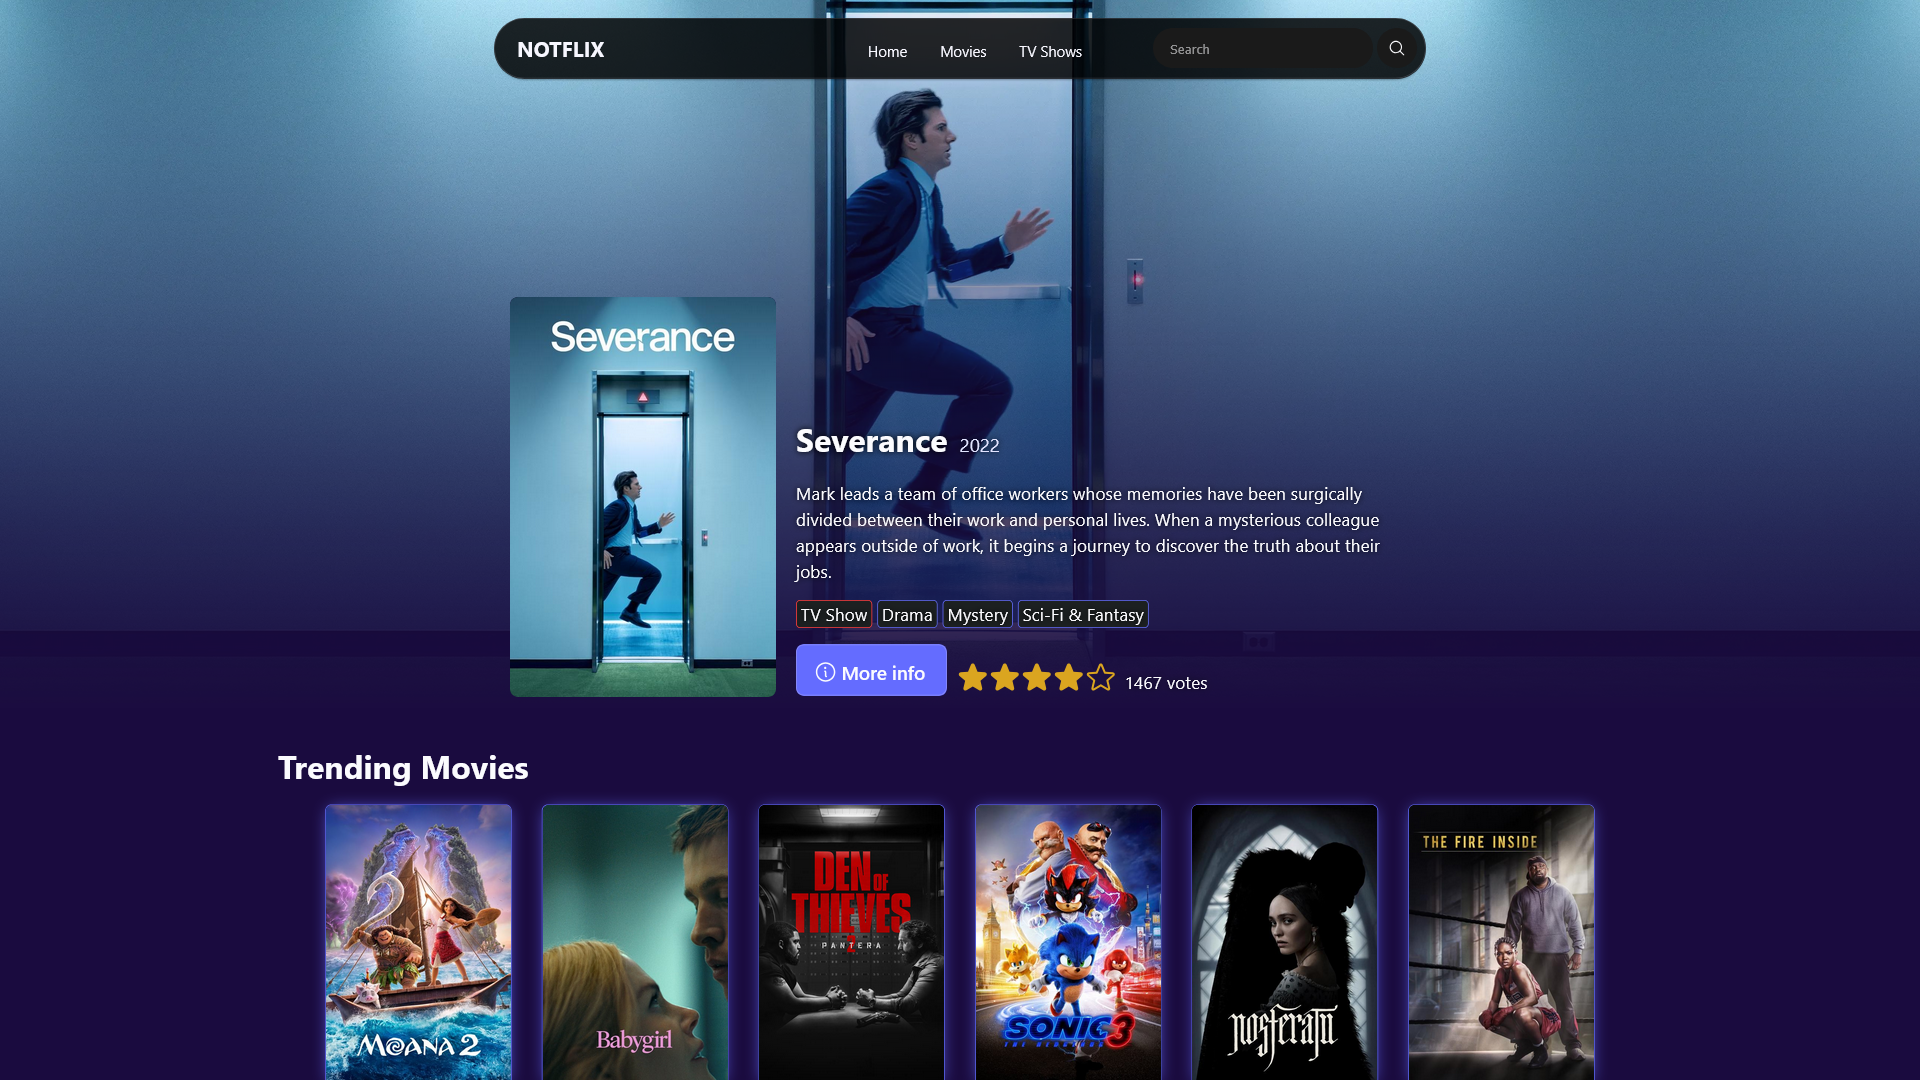 NOTFLIX
Home
Movies
TV Shows
Search
Severance
Severance 2022
Mark leads a team of office workers whose memories have been surgically
divided between their work and personal lives. When a mysterious colleague
appears outside of work, it begins a journey to discover the truth about their
jobs.
TV Show
Drama
Mystery
Sci-Fi & Fantasy
More info
1467 votes
Trending Movies
MOANA 2
Babygirl
DEN OF
THIEVES
2
PANTERA
SONIC 3
nosferatu
THE FIRE INSIDE